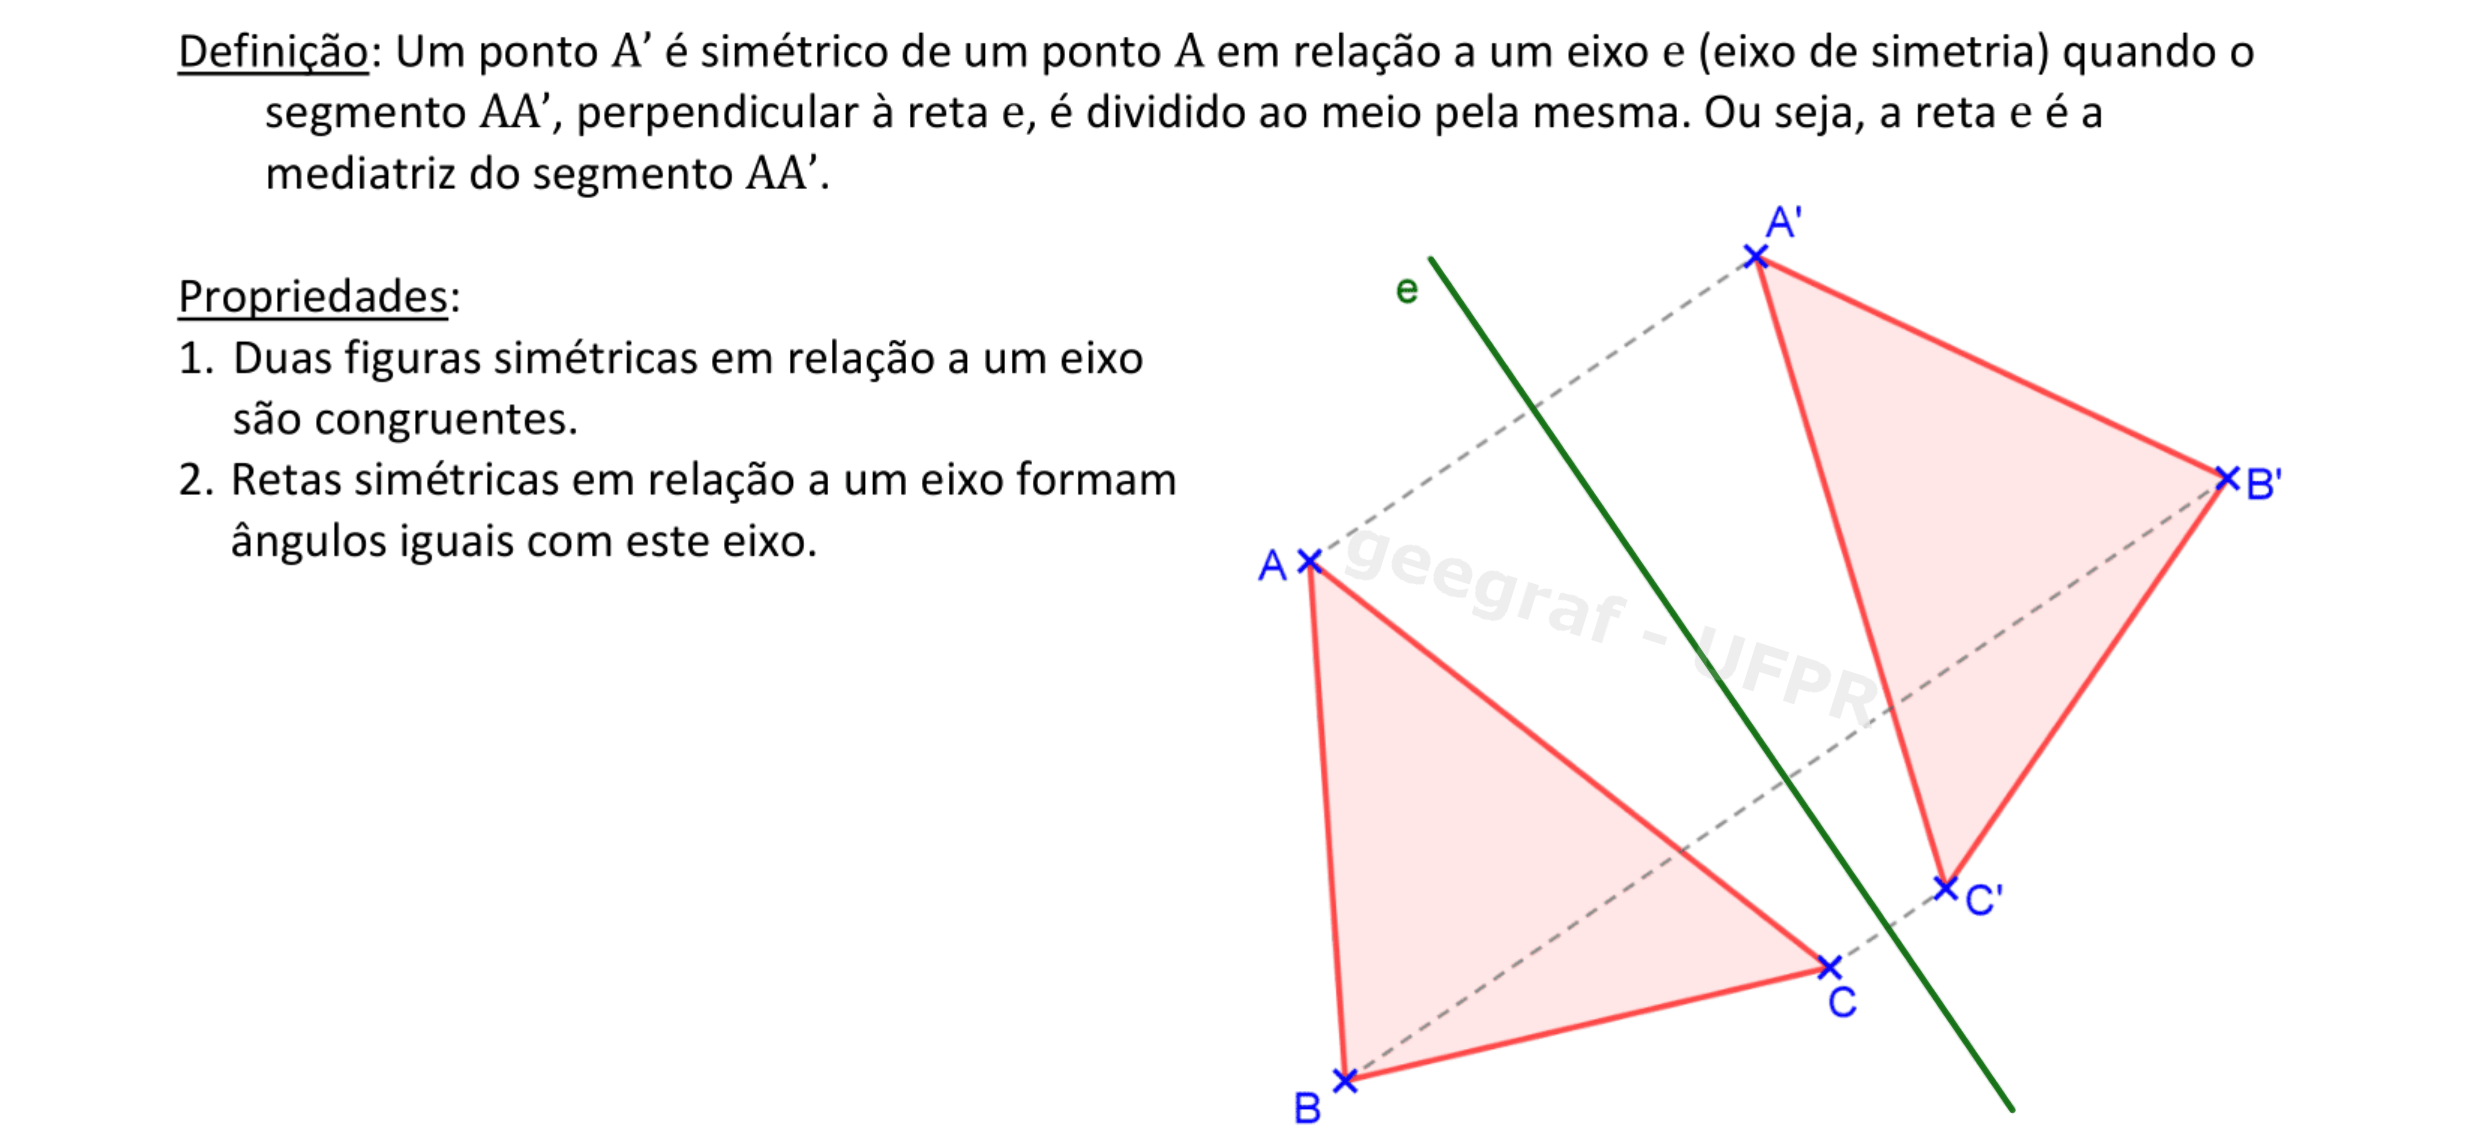 Definição: Um ponto A’ é simétrico de um ponto A em relação a um eixo e (eixo de simetria) quando o
segmento AA’, perpendicular à reta e, é dividido ao meio pela mesma. Ou seja, a reta e é a
mediatriz do segmento AA’.
Propriedades:
1. Duas figuras simétricas em relação a um eixo
são congruentes.
2. Retas simétricas em relação a um eixo formam
ângulos iguais com este eixo.
A'
e
B'
A
geegraf - UFPR
C'
C
B